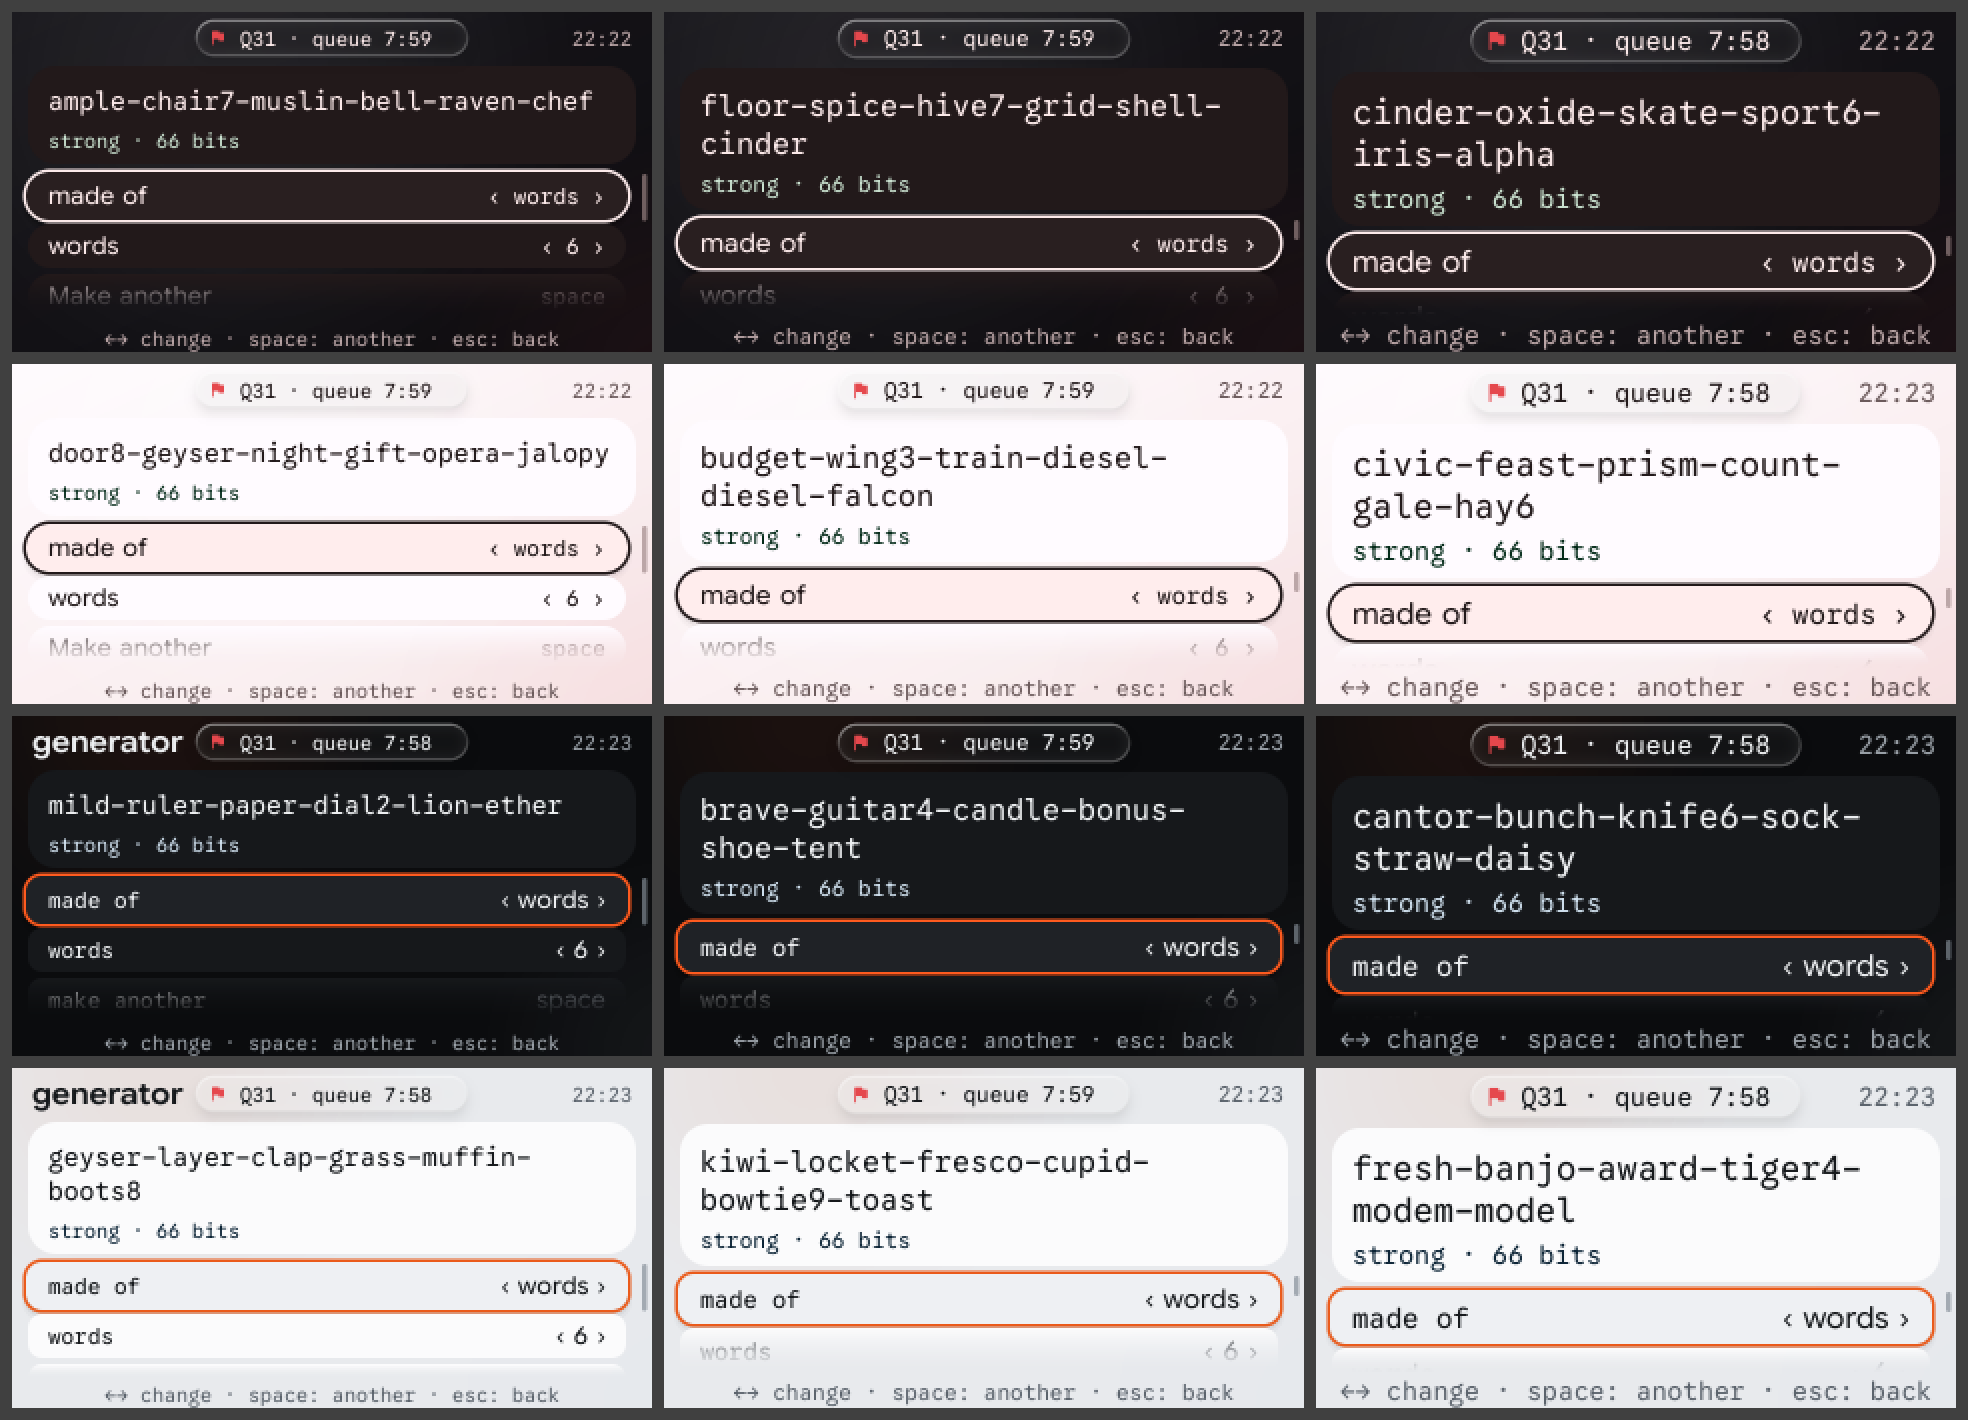 Q31 · queue 7:59 22:22
ample-chair7-muslin-bell-raven-chef
strong · 66 bits
made of ‹ words ›
words ‹ 6 ›
Make another space
↔ change · space: another · esc: back
Q31 · queue 7:59 22:22
floor-spice-hive7-grid-shell-
cinder
strong · 66 bits
made of ‹ words ›
words ‹ 6 ›
↔ change · space: another · esc: back
Q31 · queue 7:58 22:22
cinder-oxide-skate-sport6-
iris-alpha
strong · 66 bits
made of ‹ words ›
↔ change · space: another · esc: back
Q31 · queue 7:59 22:22
door8-geyser-night-gift-opera-jalopy
strong · 66 bits
made of ‹ words ›
words ‹ 6 ›
Make another space
↔ change · space: another · esc: back
Q31 · queue 7:59 22:22
budget-wing3-train-diesel-
diesel-falcon
strong · 66 bits
made of ‹ words ›
words ‹ 6 ›
↔ change · space: another · esc: back
Q31 · queue 7:58 22:23
civic-feast-prism-count-
gale-hay6
strong · 66 bits
made of ‹ words ›
↔ change · space: another · esc: back
generator Q31 · queue 7:58 22:23
mild-ruler-paper-dial2-lion-ether
strong · 66 bits
made of ‹ words ›
words ‹ 6 ›
make another space
↔ change · space: another · esc: back
Q31 · queue 7:59 22:23
brave-guitar4-candle-bonus-
shoe-tent
strong · 66 bits
made of ‹ words ›
words ‹ 6 ›
↔ change · space: another · esc: back
Q31 · queue 7:58 22:23
cantor-bunch-knife6-sock-
straw-daisy
strong · 66 bits
made of ‹ words ›
↔ change · space: another · esc: back
generator Q31 · queue 7:58 22:23
geyser-layer-clap-grass-muffin-
boots8
strong · 66 bits
made of ‹ words ›
words ‹ 6 ›
↔ change · space: another · esc: back
Q31 · queue 7:59 22:23
kiwi-locket-fresco-cupid-
bowtie9-toast
strong · 66 bits
made of ‹ words ›
words ‹ 6 ›
↔ change · space: another · esc: back
Q31 · queue 7:58 22:23
fresh-banjo-award-tiger4-
modem-model
strong · 66 bits
made of ‹ words ›
↔ change · space: another · esc: back